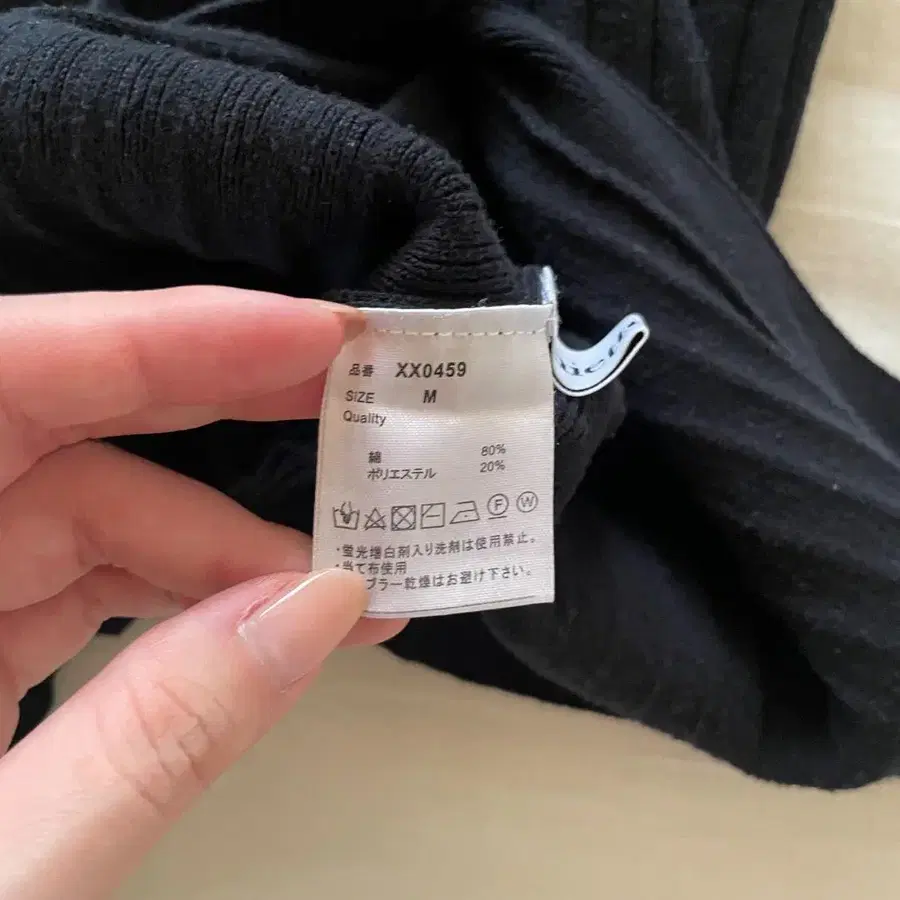 品番 XX0459
SIZE M
Quality
綿 80%
ポリエステル 20%
F W
・蛍光増白剤入り洗剤は使用禁止。
・当て布使用
ブラー乾燥はお避け下さい。